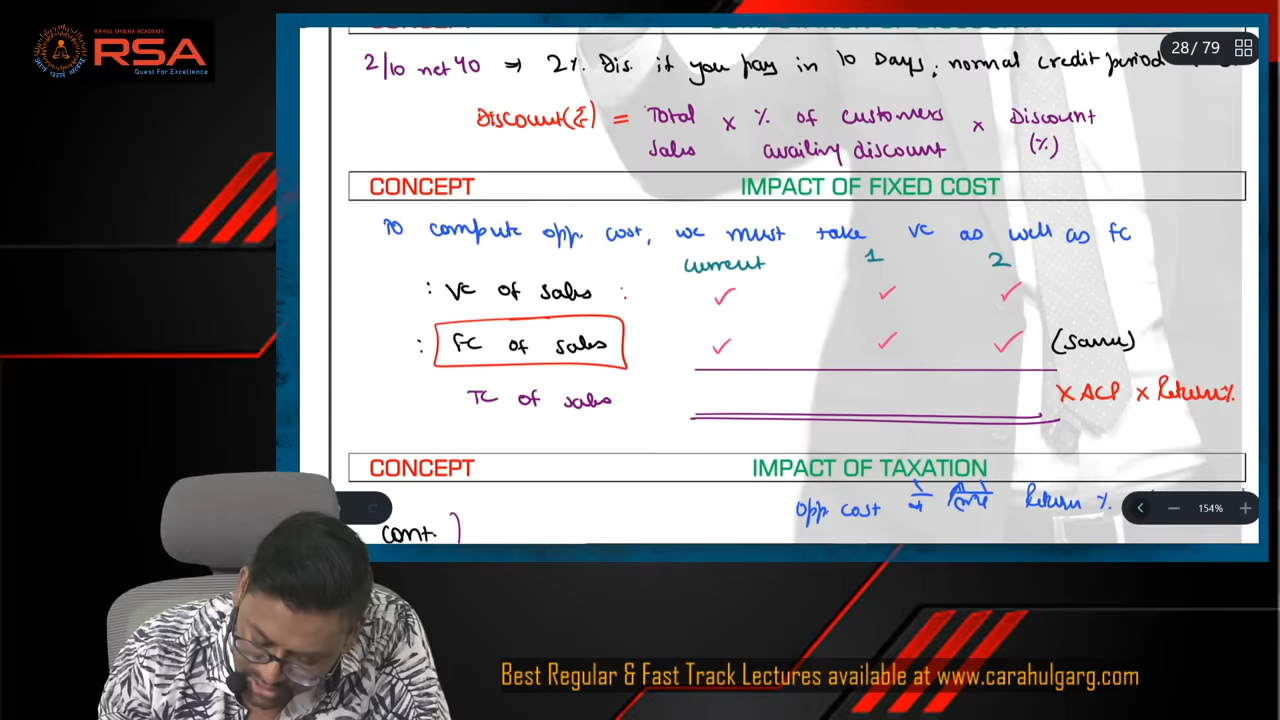 RAHUL SHIKHA ACADEMY
RSA
Quest For Excellence
28 / 79
2/10 net 40 → 2%. Dis. if you pay in 10 Days; normal credit period
Discount(₹) = Total Sales × % of customers availing discount × Discount (%)
CONCEPT IMPACT OF FIXED COST
To compute opp cost, we must take VC as well as FC
current 1 2
: VC of Sales : ✓ ✓ ✓
: FC of Sales ✓ ✓ ✓ (Same)
TC of Sales × ACP × Return%
CONCEPT IMPACT OF TAXATION
opp cost Return %.
154%
cont.
Best Regular & Fast Track Lectures available at www.carahulgarg.com